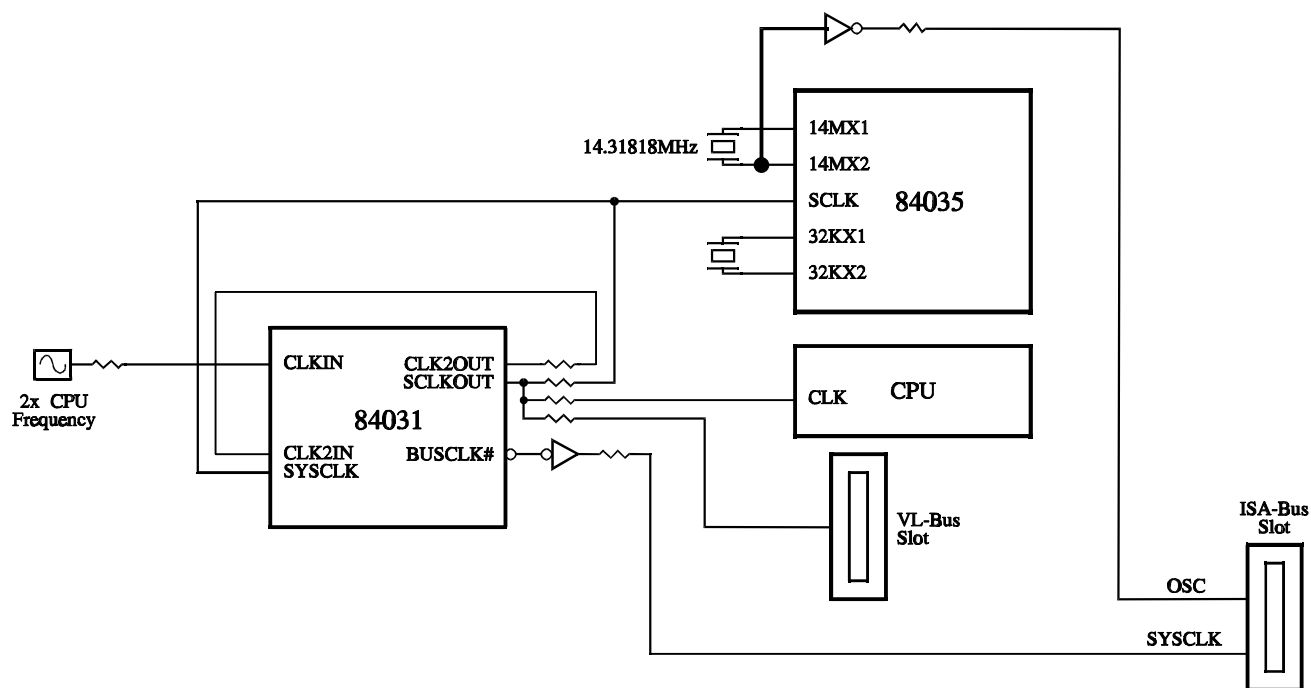 14MX1
14.31818MHz
14MX2
SCLK
84035
32KX1
32KX2
CLKIN
CLK2OUT
SCLKOUT
2x CPU
Frequency
84031
CLK
CPU
CLK2IN
BUSCLK#
SYSCLK
VL-Bus
Slot
ISA-Bus
Slot
OSC
SYSCLK